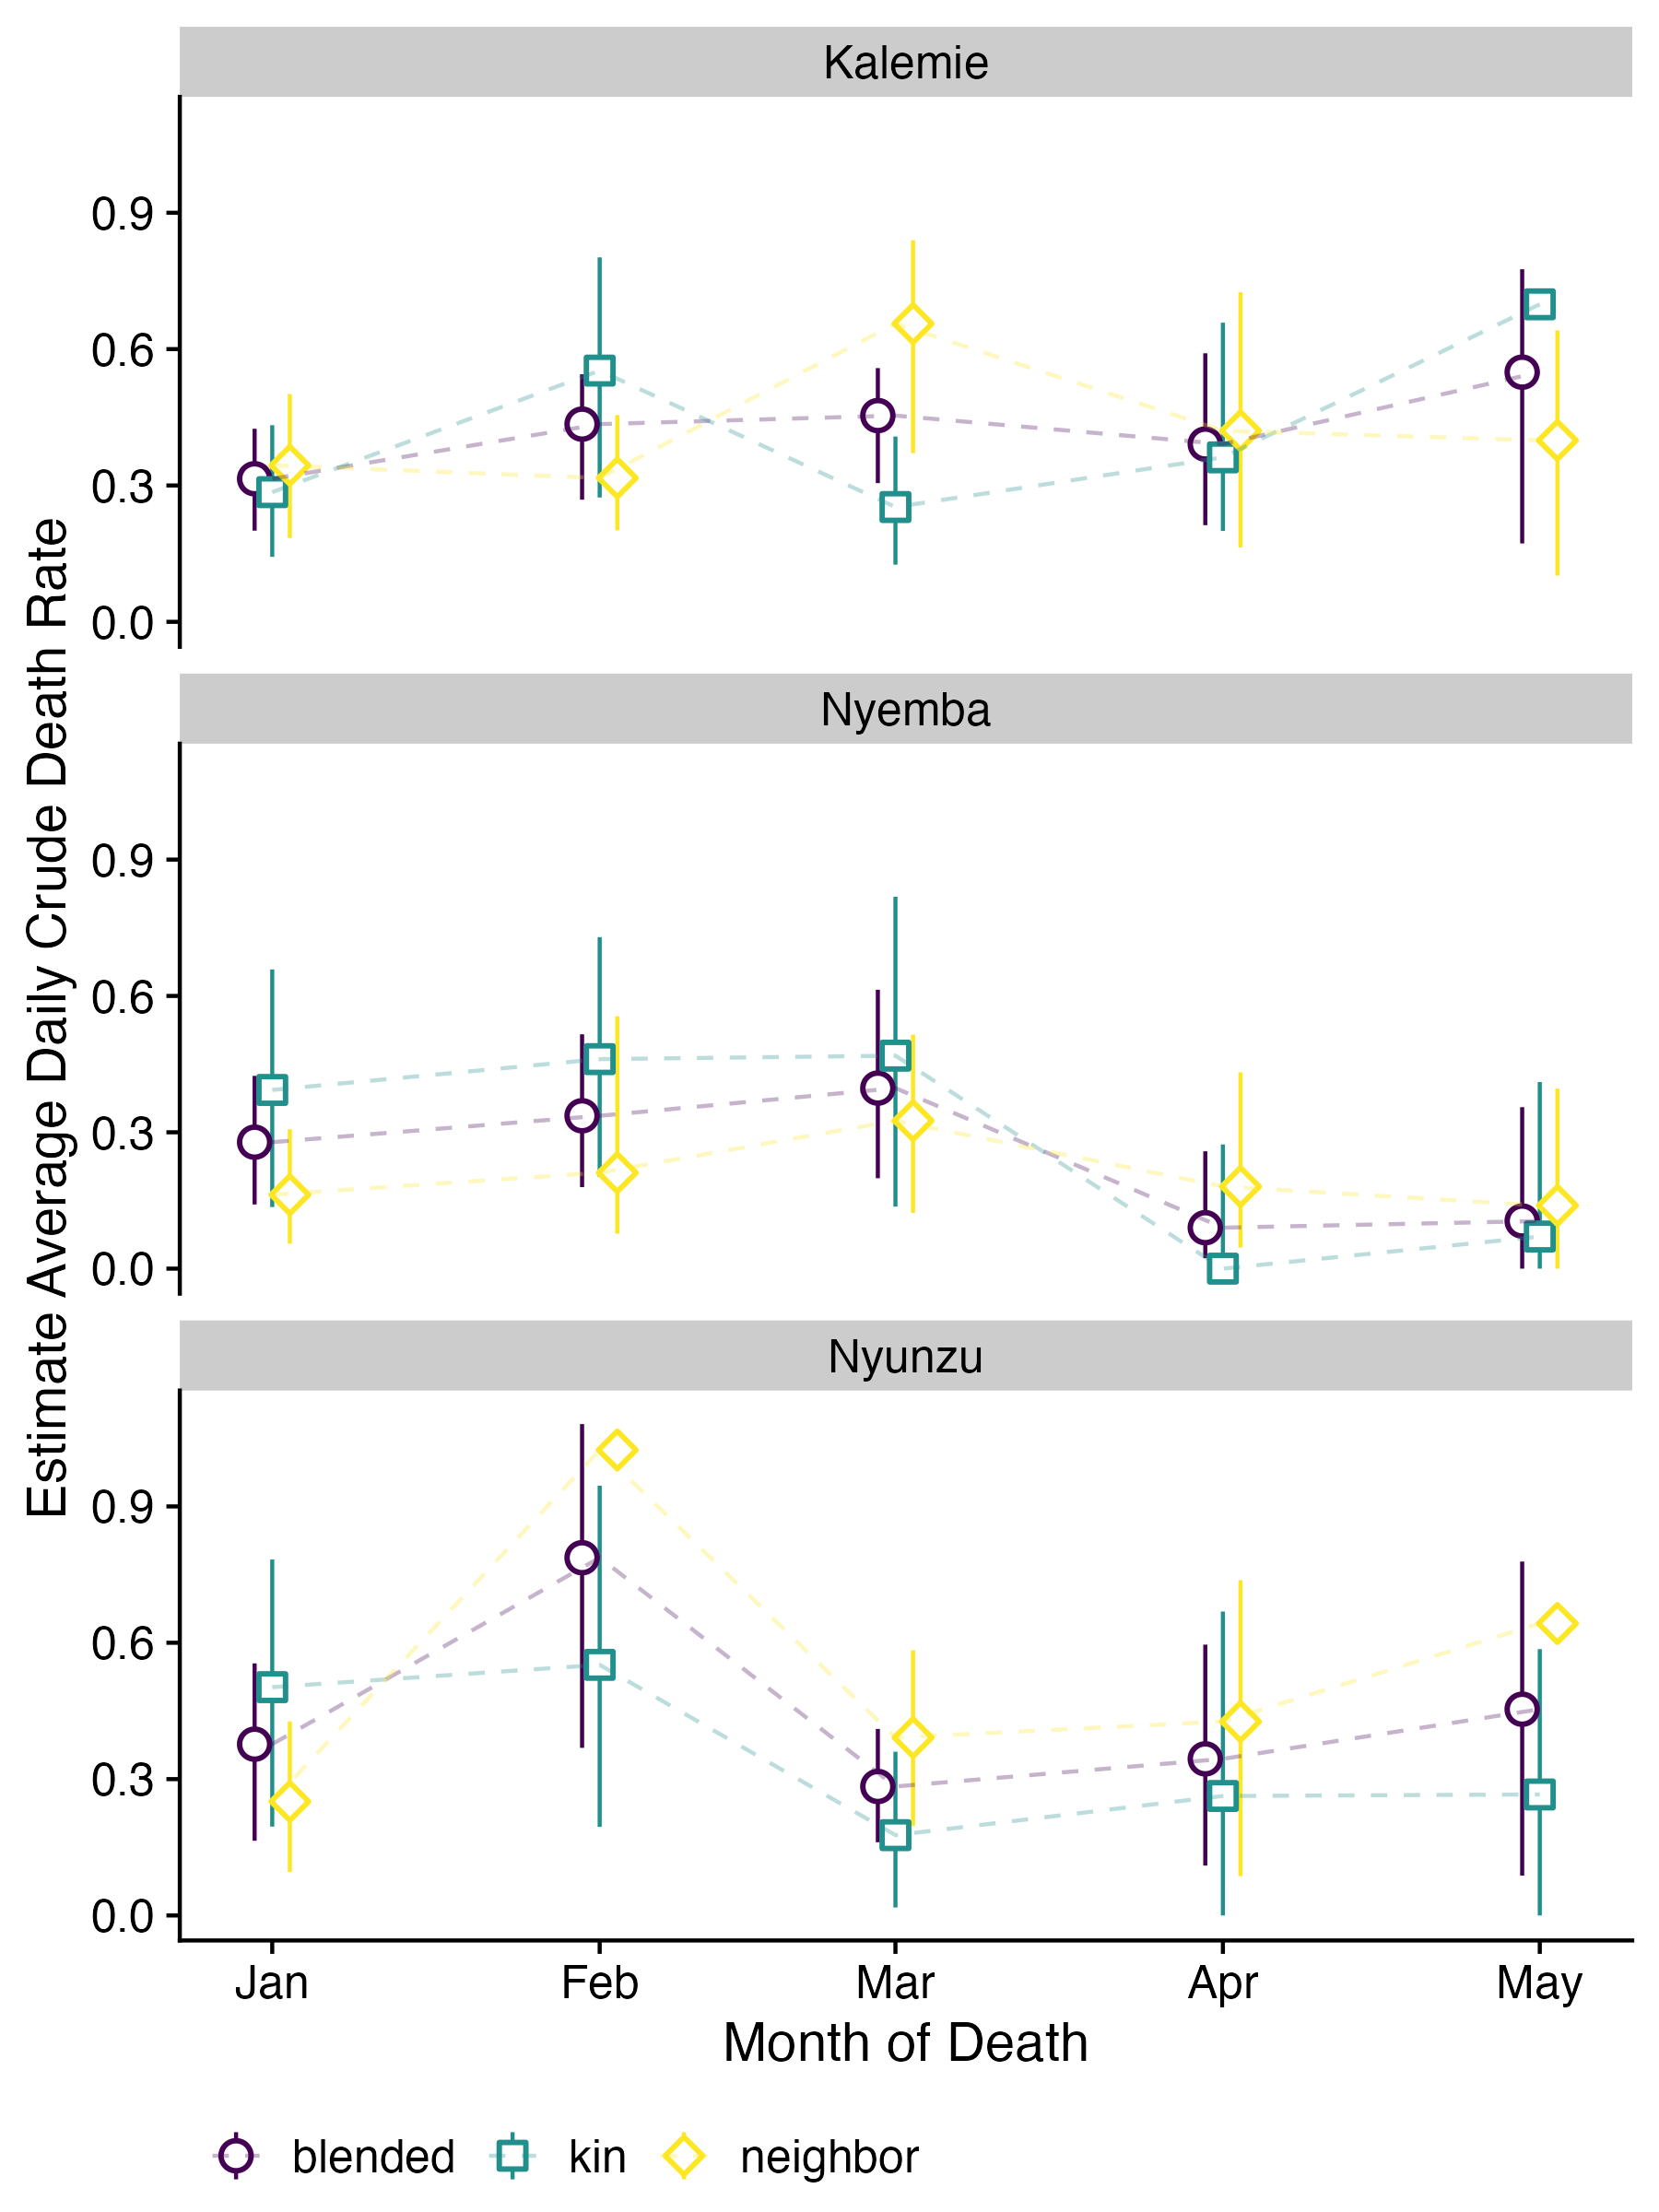 Kalemie
0.9
0.6
0.3
0.0
Nyemba
0.9
0.6
0.3
0.0
Nyunzu
0.9
0.6
0.3
0.0
Estimate Average Daily Crude Death Rate
Jan Feb Mar Apr May
Month of Death
blended kin neighbor